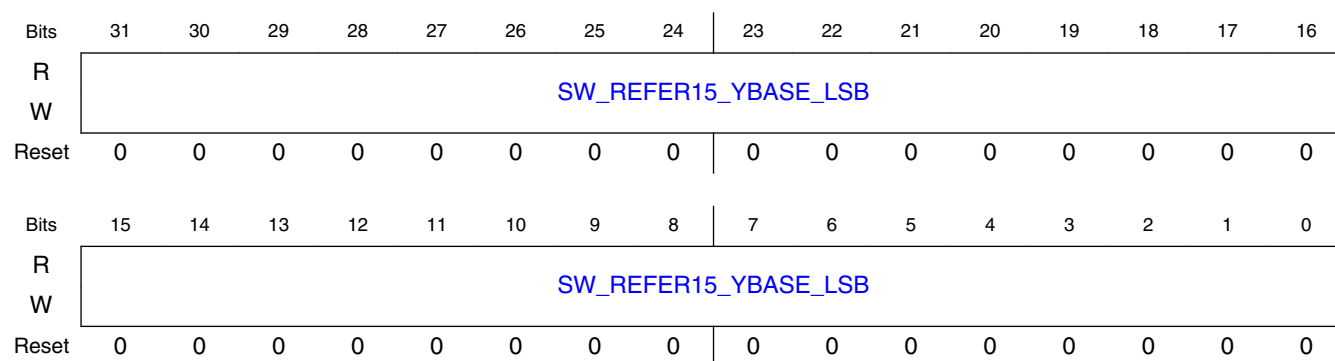 Bits 31 30 29 28 27 26 25 24 23 22 21 20 19 18 17 16
R
SW_REFER15_YBASE_LSB
W
Reset 0 0 0 0 0 0 0 0 0 0 0 0 0 0 0 0
Bits 15 14 13 12 11 10 9 8 7 6 5 4 3 2 1 0
R
SW_REFER15_YBASE_LSB
W
Reset 0 0 0 0 0 0 0 0 0 0 0 0 0 0 0 0